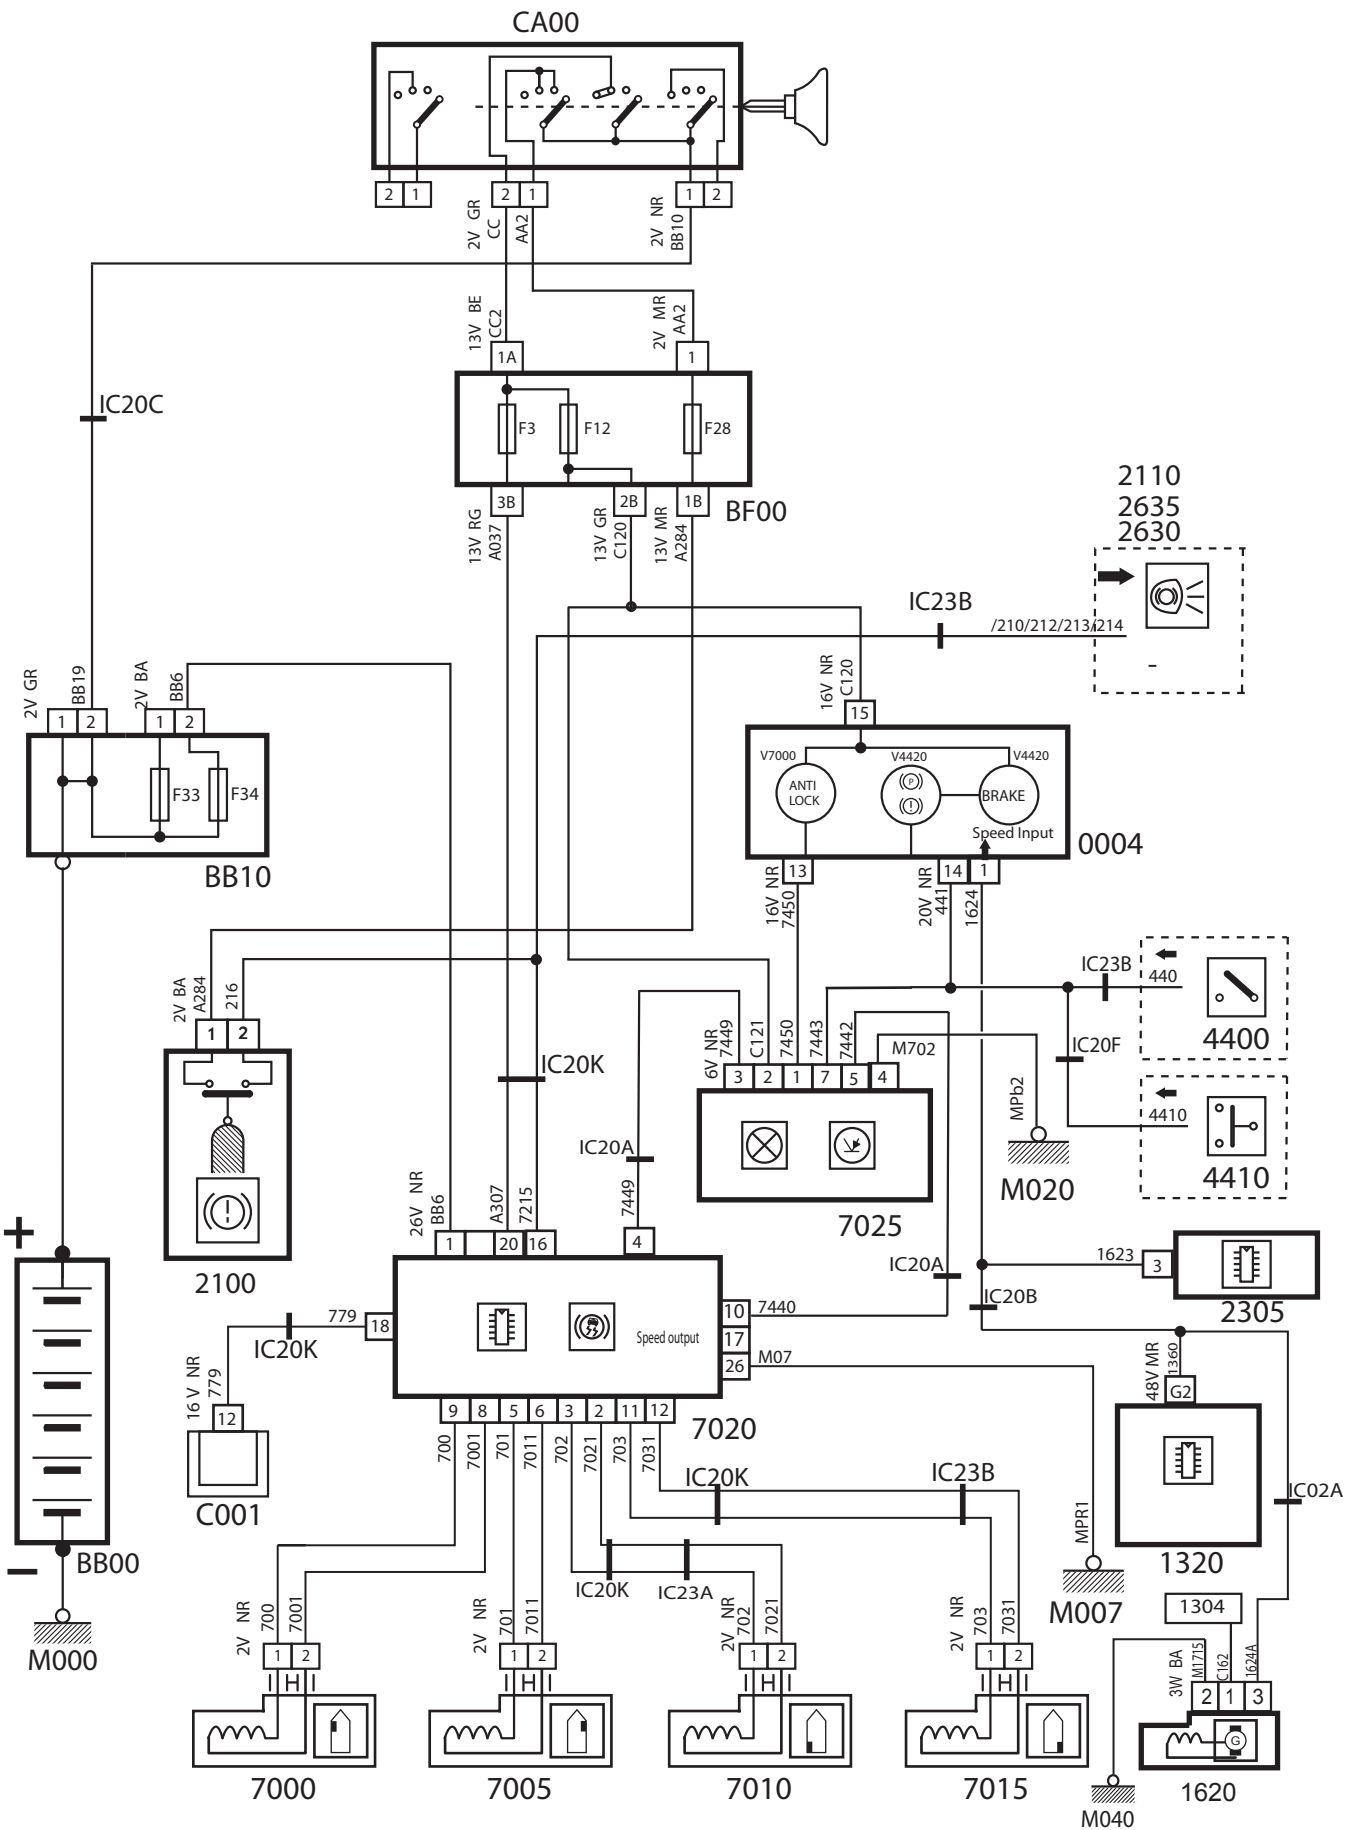 CA00
2 1
2 1
1 2
2V GR
CC
AA2
2V NR
BB10
13V BE
CC2
2V MR
AA2
1A
1
IC20C
F3
F12
F28
3B
2B
1B
BF00
13V RG
A037
13V GR
C120
13V MR
A284
2110
2635
2630
IC23B
/210/212/213/214
-
2V GR
BB19
2V BA
BB6
1 2
1 2
16V NR
C120
15
F33
F34
BB10
V7000
V4420
V4420
ANTI
LOCK
(P)
(!)
BRAKE
Speed Input
0004
13
14 1
16V NR
7450
20V NR
441
1624
IC23B
440
4400
IC20F
4410
4410
2V BA
A284
216
1 2
IC20K
6V NR
7449
C121
7450
7443
7442
M702
3 2 1 7 5 4
MPb2
M020
IC20A
7449
7025
(!)
2100
26V NR
BB6
A307
7215
1
20 16
4
IC20A
7440
IC20B
1623
3
2305
779
18
IC20K
Speed output
10
17
26
M07
16 V NR
779
12
C001
+
BB00
–
M000
9 8 5 6 3 2 11 12
7020
700
7001
701
7011
702
7021
703
7031
IC20K
IC23B
IC20K
IC23A
48V MR
1360
G2
1320
IC02A
MPR1
M007
1304
2V NR
700
7001
2V NR
701
7011
2V NR
702
7021
2V NR
703
7031
1 2
1 2
1 2
1 2
3W BA
M1715
C162
1624A
2 1 3
G
7000
7005
7010
7015
1620
M040